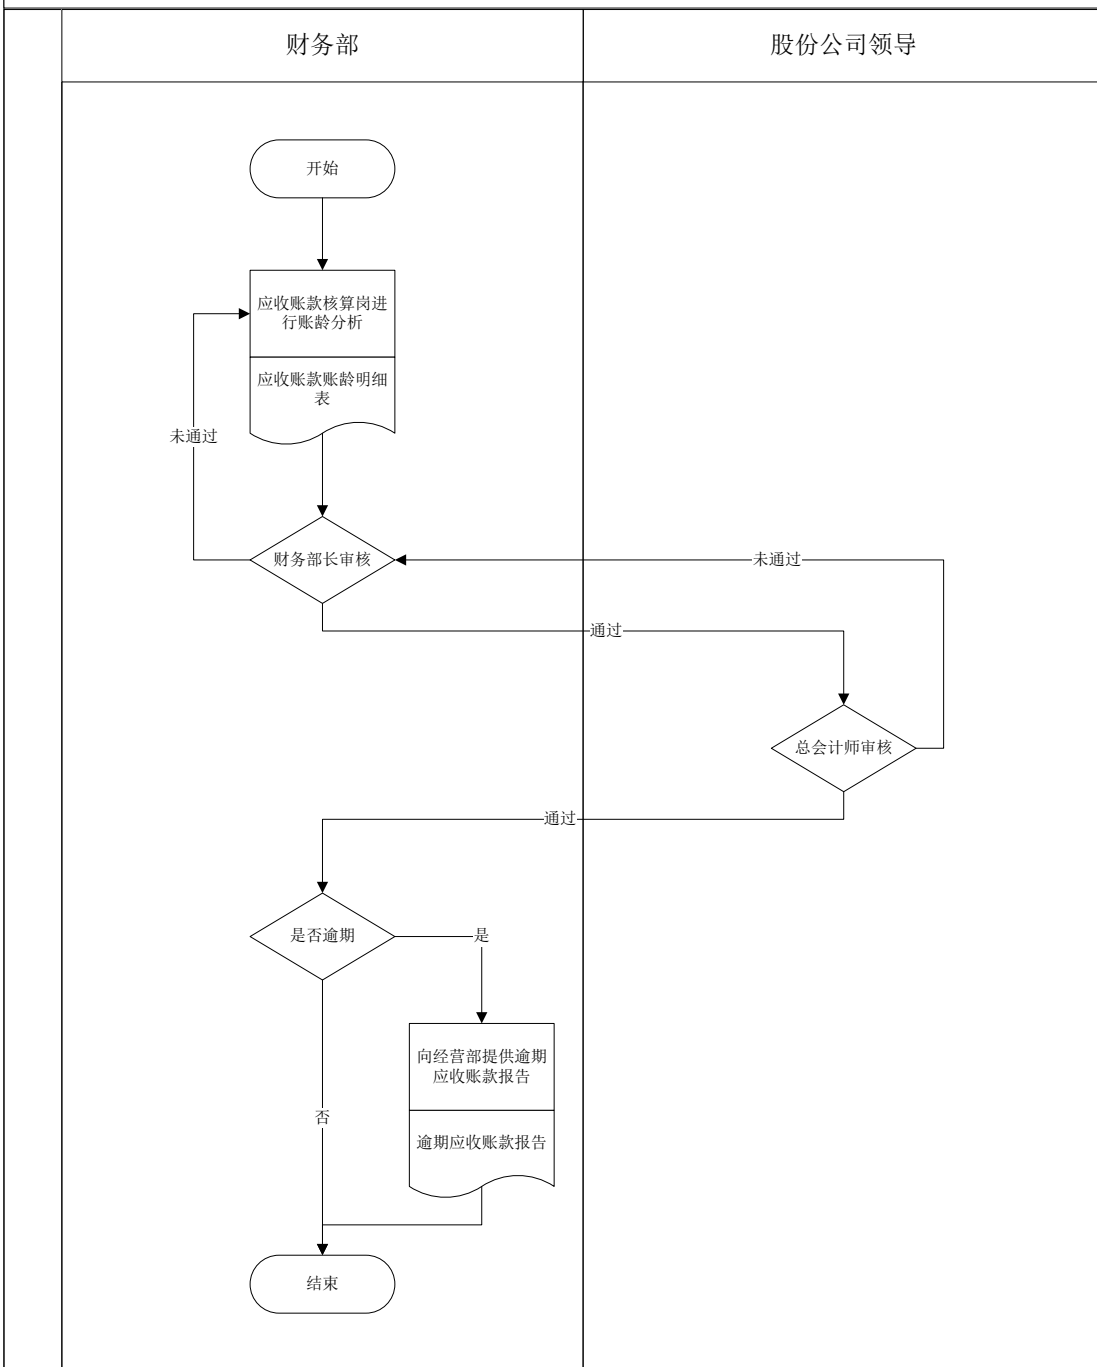 财务部
股份公司领导
开始
应收账款核算岗进
行账龄分析
应收账款账龄明细
表
未通过
财务部长审核
未通过
通过
总会计师审核
通过
是否逾期
是
向经营部提供逾期
应收账款报告
否
逾期应收账款报告
结束